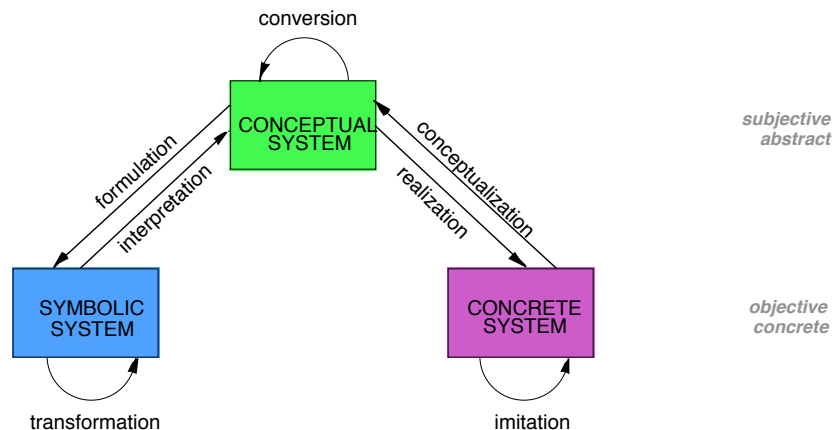 conversion
CONCEPTUAL
SYSTEM
subjective
abstract
formulation
interpretation
conceptualization
realization
SYMBOLIC
SYSTEM
CONCRETE
SYSTEM
objective
concrete
transformation
imitation